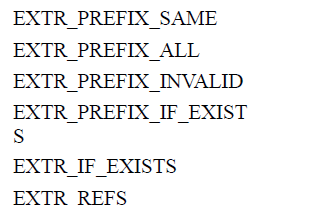 EXTR_PREFIX_SAME
EXTR_PREFIX_ALL
EXTR_PREFIX_INVALID
EXTR_PREFIX_IF_EXIST
S
EXTR_IF_EXISTS
EXTR_REFS